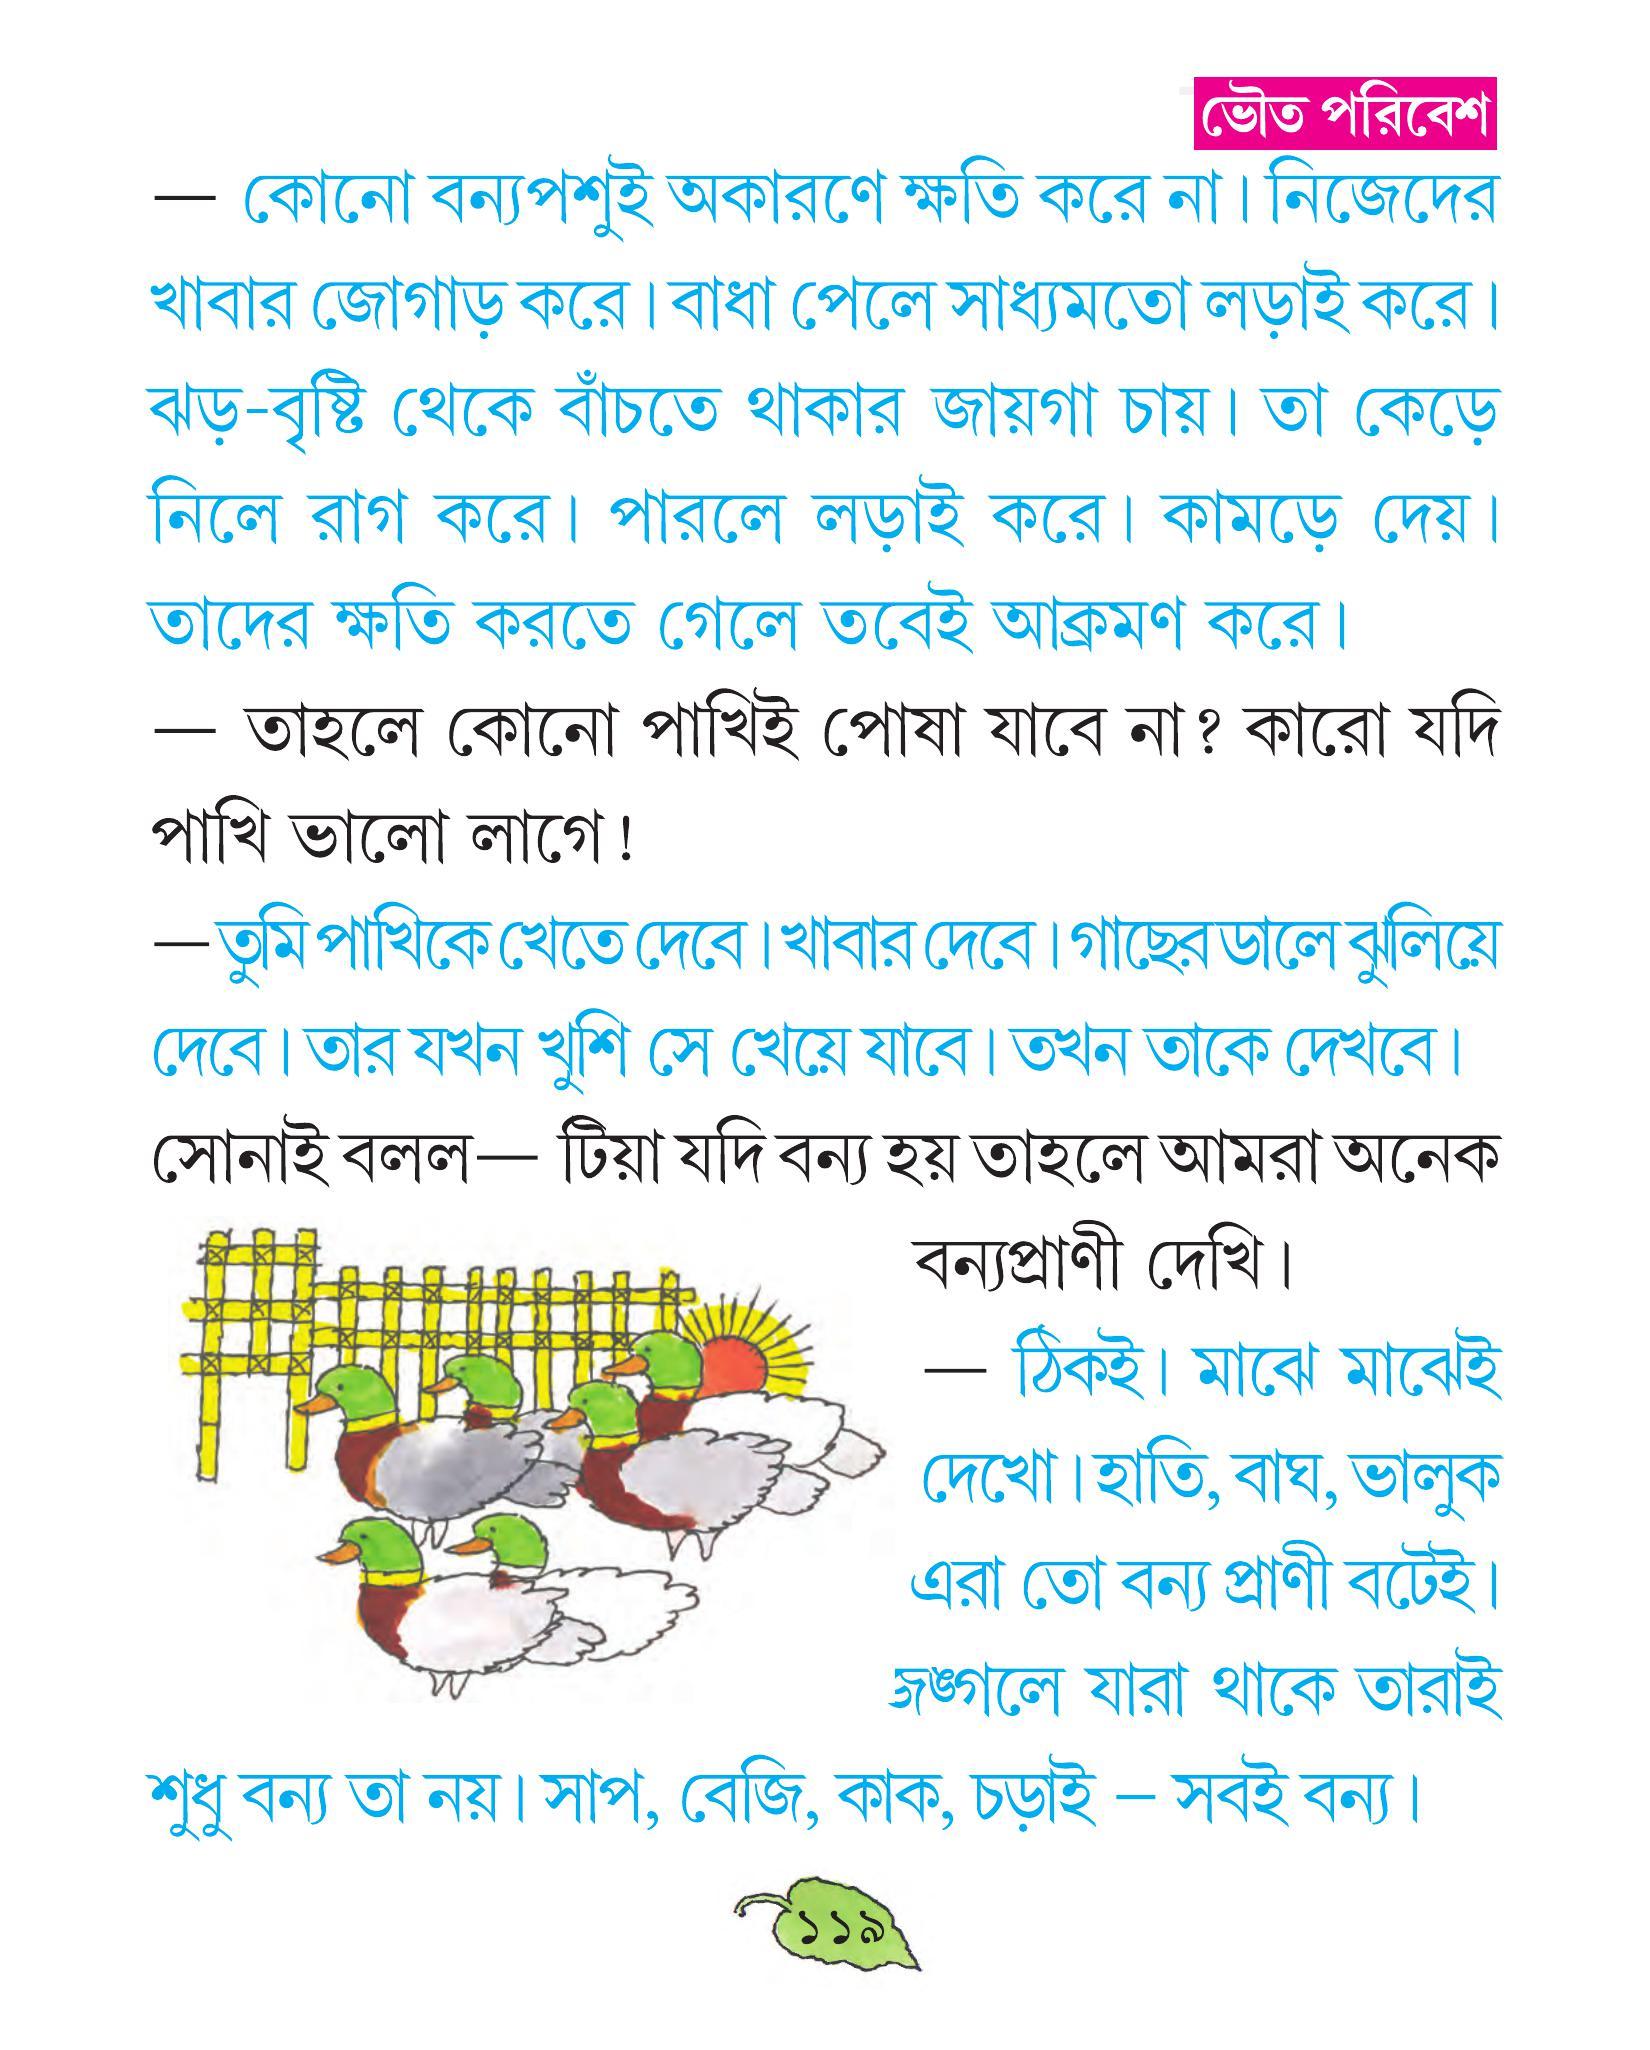 ভৌত পরিবেশ
— কোনো বন্যপশুই অকারণে ক্ষতি করে না। নিজেদের
খাবার জোগাড় করে। বাধা পেলে সাধ্যমতো লড়াই করে।
ঝড়-বৃষ্টি থেকে বাঁচতে থাকার জায়গা চায়। তা কেড়ে
নিলে রাগ করে। পারলে লড়াই করে। কামড়ে দেয়।
তাদের ক্ষতি করতে গেলে তবেই আক্রমণ করে।
— তাহলে কোনো পাখিই পোষা যাবে না? কারো যদি
পাখি ভালো লাগে!
— তুমি পাখিকে খেতে দেবে। খাবার দেবে। গাছের ডালে ঝুলিয়ে
দেবে। তার যখন খুশি সে খেয়ে যাবে। তখন তাকে দেখবে।
সোনাই বলল— টিয়া যদি বন্য হয় তাহলে আমরা অনেক
বন্যপ্রাণী দেখি।
— ঠিকই। মাঝে মাঝেই
দেখো। হাতি, বাঘ, ভালুক
এরা তো বন্য প্রাণী বটেই।
জঙ্গলে যারা থাকে তারাই
শুধু বন্য তা নয়। সাপ, বেজি, কাক, চড়াই – সবই বন্য।
১১৯